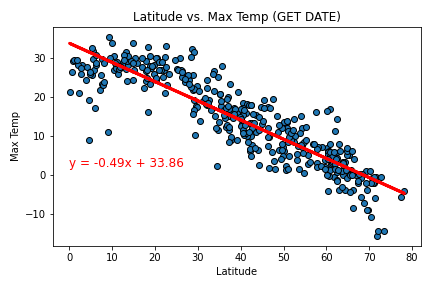 Latitude vs. Max Temp (GET DATE)
Max Temp
30
20
10
0
−10
y = -0.49x + 33.86
0 10 20 30 40 50 60 70 80
Latitude